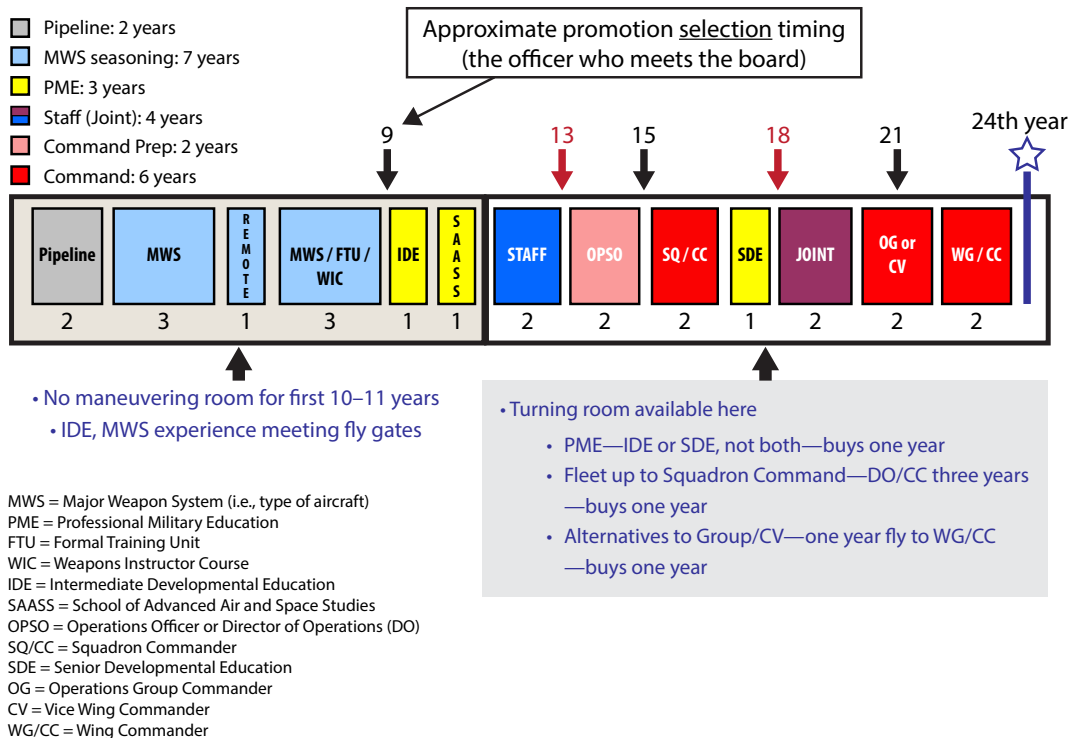 Pipeline: 2 years
MWS seasoning: 7 years
PME: 3 years
Staff (Joint): 4 years
Command Prep: 2 years
Command: 6 years
Approximate promotion selection timing
(the officer who meets the board)
9
13
15
18
21
24th year
Pipeline
MWS
REMOTE
MWS / FTU /
WIC
IDE
SAASS
STAFF
OPSO
SQ / CC
SDE
JOINT
OG or
CV
WG / CC
2
3
1
3
1
1
2
2
2
1
2
2
2
• No maneuvering room for first 10–11 years
• IDE, MWS experience meeting fly gates
• Turning room available here
• PME—IDE or SDE, not both—buys one year
• Fleet up to Squadron Command—DO/CC three years
—buys one year
• Alternatives to Group/CV—one year fly to WG/CC
—buys one year
MWS = Major Weapon System (i.e., type of aircraft)
PME = Professional Military Education
FTU = Formal Training Unit
WIC = Weapons Instructor Course
IDE = Intermediate Developmental Education
SAASS = School of Advanced Air and Space Studies
OPSO = Operations Officer or Director of Operations (DO)
SQ/CC = Squadron Commander
SDE = Senior Developmental Education
OG = Operations Group Commander
CV = Vice Wing Commander
WG/CC = Wing Commander